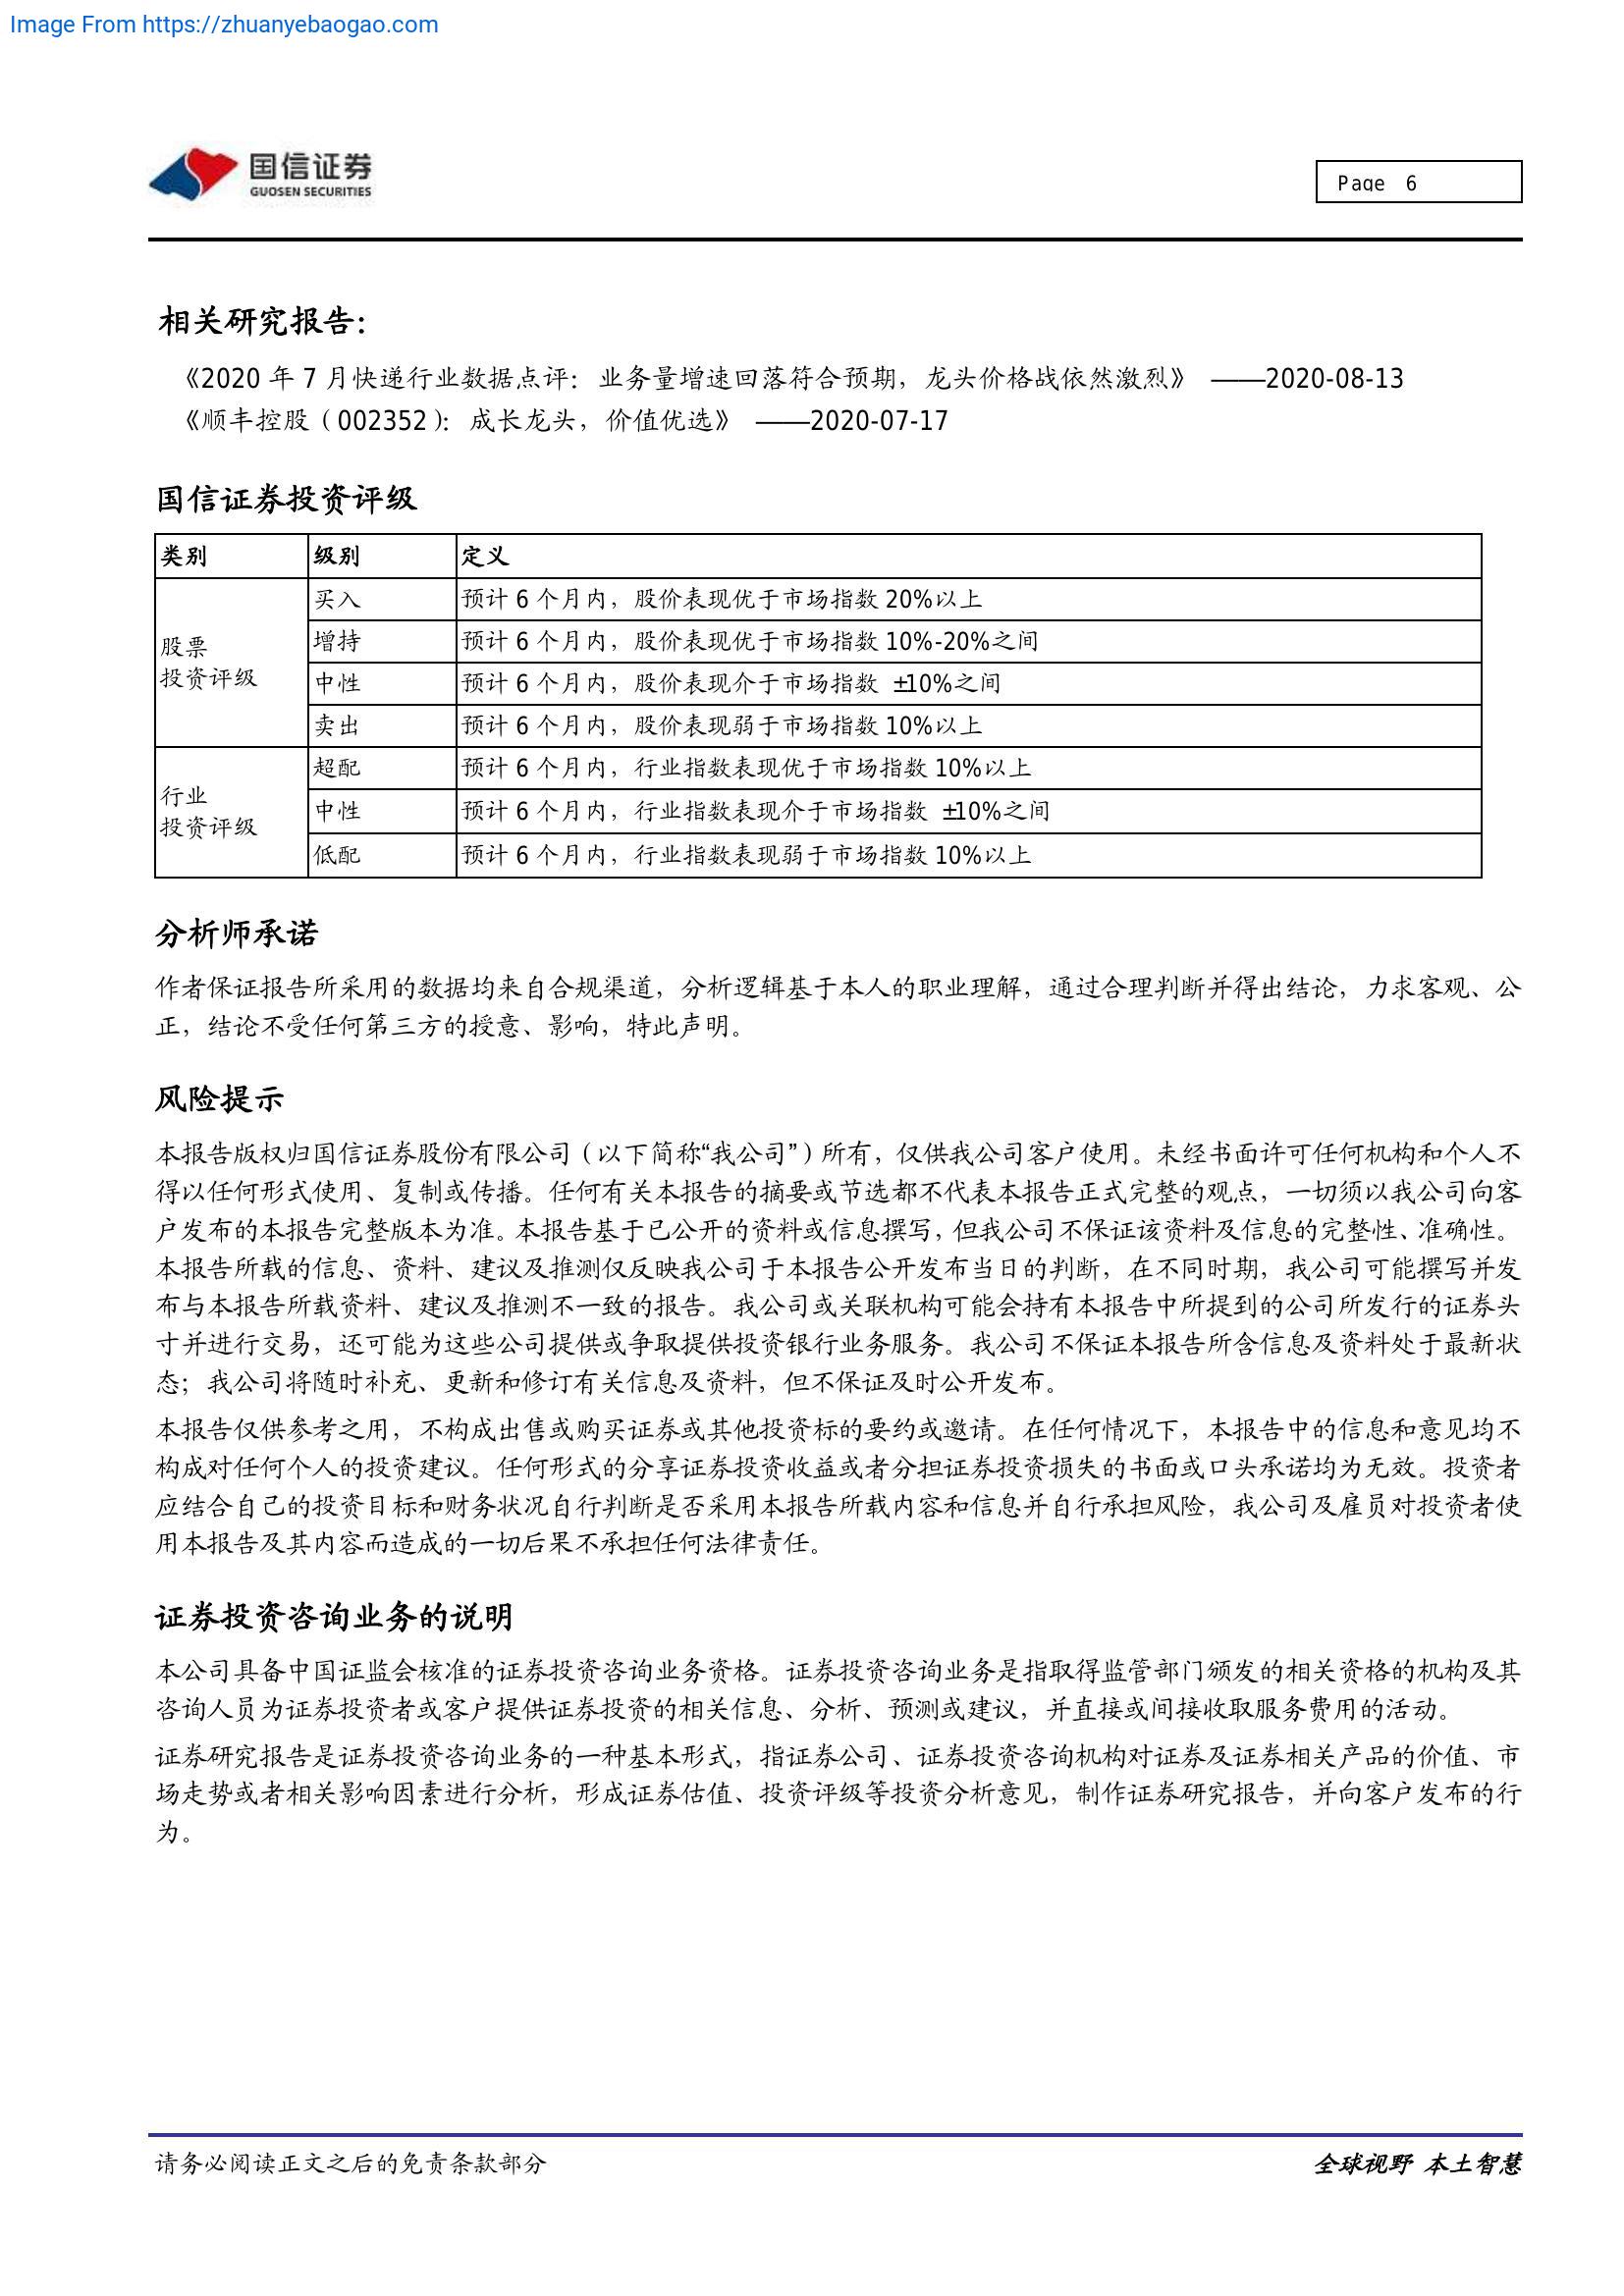 Image From https://zhuanyebaogao.com
国信证券
GUOSEN SECURITIES
Page 6
相关研究报告：
《2020 年 7 月快递行业数据点评：业务量增速回落符合预期，龙头价格战依然激烈》 ——2020-08-13
《顺丰控股（002352）：成长龙头，价值优选》 ——2020-07-17
国信证券投资评级
类别 级别 定义
股票
投资评级
买入 预计 6 个月内，股价表现优于市场指数 20%以上
增持 预计 6 个月内，股价表现优于市场指数 10%-20%之间
中性 预计 6 个月内，股价表现介于市场指数 ±10%之间
卖出 预计 6 个月内，股价表现弱于市场指数 10%以上
行业
投资评级
超配 预计 6 个月内，行业指数表现优于市场指数 10%以上
中性 预计 6 个月内，行业指数表现介于市场指数 ±10%之间
低配 预计 6 个月内，行业指数表现弱于市场指数 10%以上
分析师承诺
作者保证报告所采用的数据均来自合规渠道，分析逻辑基于本人的职业理解，通过合理判断并得出结论，力求客观、公
正，结论不受任何第三方的授意、影响，特此声明。
风险提示
本报告版权归国信证券股份有限公司（以下简称“我公司”）所有，仅供我公司客户使用。未经书面许可任何机构和个人不
得以任何形式使用、复制或传播。任何有关本报告的摘要或节选都不代表本报告正式完整的观点，一切须以我公司向客
户发布的本报告完整版本为准。本报告基于已公开的资料或信息撰写，但我公司不保证该资料及信息的完整性、准确性。
本报告所载的信息、资料、建议及推测仅反映我公司于本报告公开发布当日的判断，在不同时期，我公司可能撰写并发
布与本报告所载资料、建议及推测不一致的报告。我公司或关联机构可能会持有本报告中所提到的公司所发行的证券头
寸并进行交易，还可能为这些公司提供或争取提供投资银行业务服务。我公司不保证本报告所含信息及资料处于最新状
态；我公司将随时补充、更新和修订有关信息及资料，但不保证及时公开发布。
本报告仅供参考之用，不构成出售或购买证券或其他投资标的要约或邀请。在任何情况下，本报告中的信息和意见均不
构成对任何个人的投资建议。任何形式的分享证券投资收益或者分担证券投资损失的书面或口头承诺均为无效。投资者
应结合自己的投资目标和财务状况自行判断是否采用本报告所载内容和信息并自行承担风险，我公司及雇员对投资者使
用本报告及其内容而造成的一切后果不承担任何法律责任。
证券投资咨询业务的说明
本公司具备中国证监会核准的证券投资咨询业务资格。证券投资咨询业务是指取得监管部门颁发的相关资格的机构及其
咨询人员为证券投资者或客户提供证券投资的相关信息、分析、预测或建议，并直接或间接收取服务费用的活动。
证券研究报告是证券投资咨询业务的一种基本形式，指证券公司、证券投资咨询机构对证券及证券相关产品的价值、市
场走势或者相关影响因素进行分析，形成证券估值、投资评级等投资分析意见，制作证券研究报告，并向客户发布的行
为。
请务必阅读正文之后的免责条款部分
全球视野 本土智慧